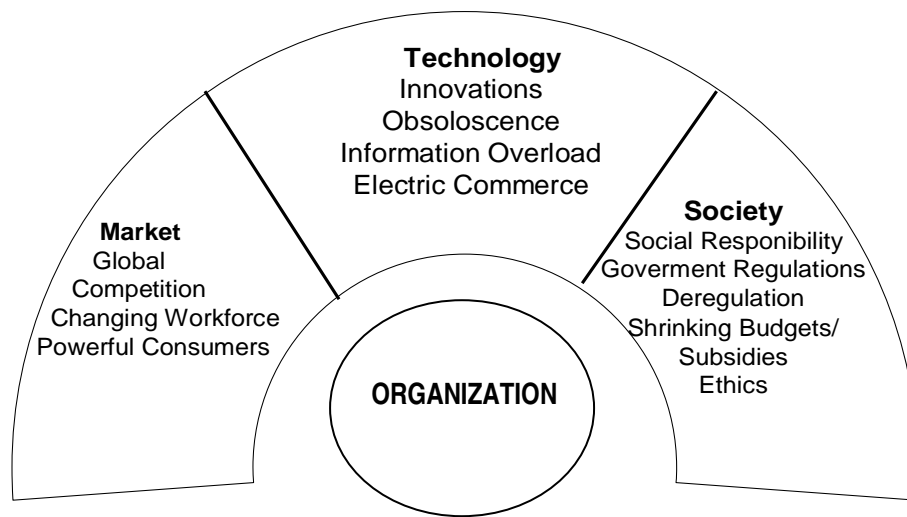 Technology
Innovations
Obsoloscence
Information Overload
Electric Commerce
Market
Global
Competition
Changing Workforce
Powerful Consumers
Society
Social Responibility
Goverment Regulations
Deregulation
Shrinking Budgets/
Subsidies
Ethics
ORGANIZATION